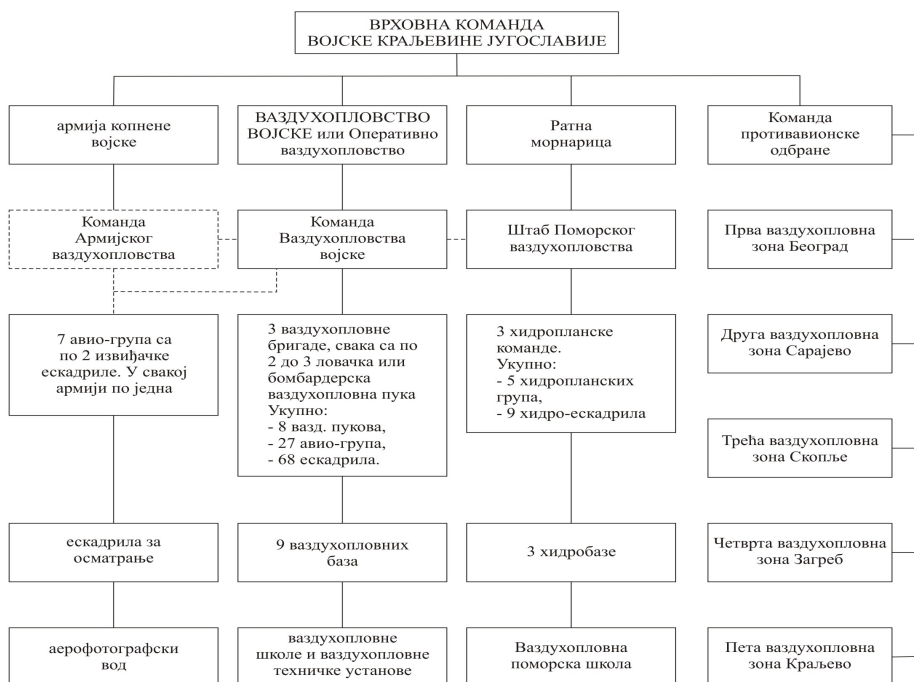 ВРХОВНА КОМАНДА
ВОЈСКЕ КРАЉЕВИНЕ ЈУГОСЛАВИЈЕ
армија копнене
војске
ВАЗДУХОПЛОВСТВО
ВОЈСКЕ или Оперативно
ваздухопловство
Ратна
морнарица
Команда
противавионске
одбране
Команда
Армијског
ваздухопловства
Команда
Ваздухопловства
војске
Штаб Поморског
ваздухопловства
Прва ваздухопловна
зона Београд
7 авио-група са
по 2 извиђачке
ескадриле. У свакој
армији по једна
3 ваздухопловне
бригаде, свака са по
2 до 3 ловачка или
бомбардерска
ваздухопловна пука
Укупно:
- 8 вазд. пукова,
- 27 авио-група,
- 68 ескадрила.
3 хидропланске
команде.
Укупно:
- 5 хидропланских
група,
- 9 хидро-ескадрила
Друга ваздухопловна
зона Сарајево
Трећа ваздухопловна
зона Скопље
ескадрила за
осматрање
9 ваздухопловних
база
3 хидробазе
Четврта ваздухопловна
зона Загреб
аерофотографски
вод
ваздухопловне
школе и ваздухопловне
техничке установе
Ваздухопловна
поморска школа
Пета ваздухопловна
зона Краљево